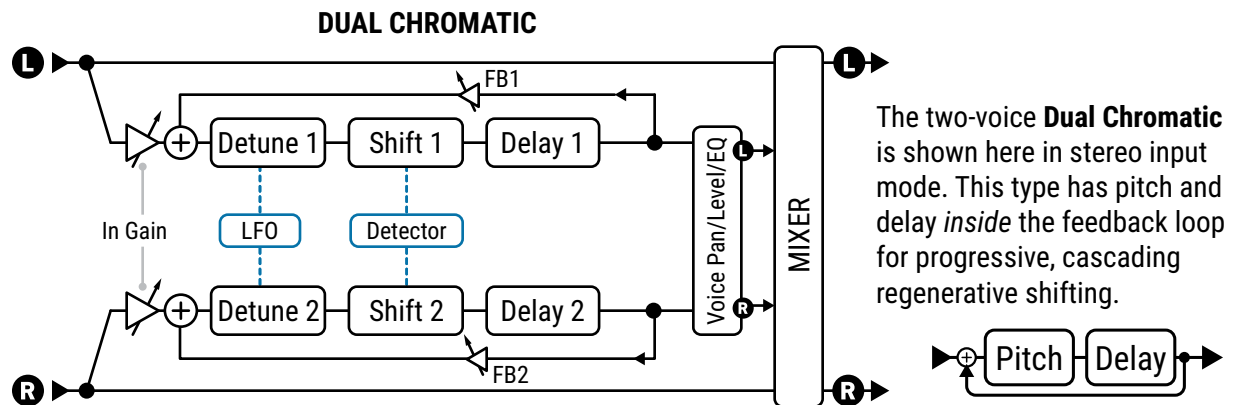 DUAL CHROMATIC
L
L
FB1
+
Detune 1
Shift 1
Delay 1
In Gain
LFO
Detector
Voice Pan/Level/EQ
L
R
MIXER
+
Detune 2
Shift 2
Delay 2
FB2
R
R
The two-voice Dual Chromatic
is shown here in stereo input
mode. This type has pitch and
delay inside the feedback loop
for progressive, cascading
regenerative shifting.
+
Pitch
Delay